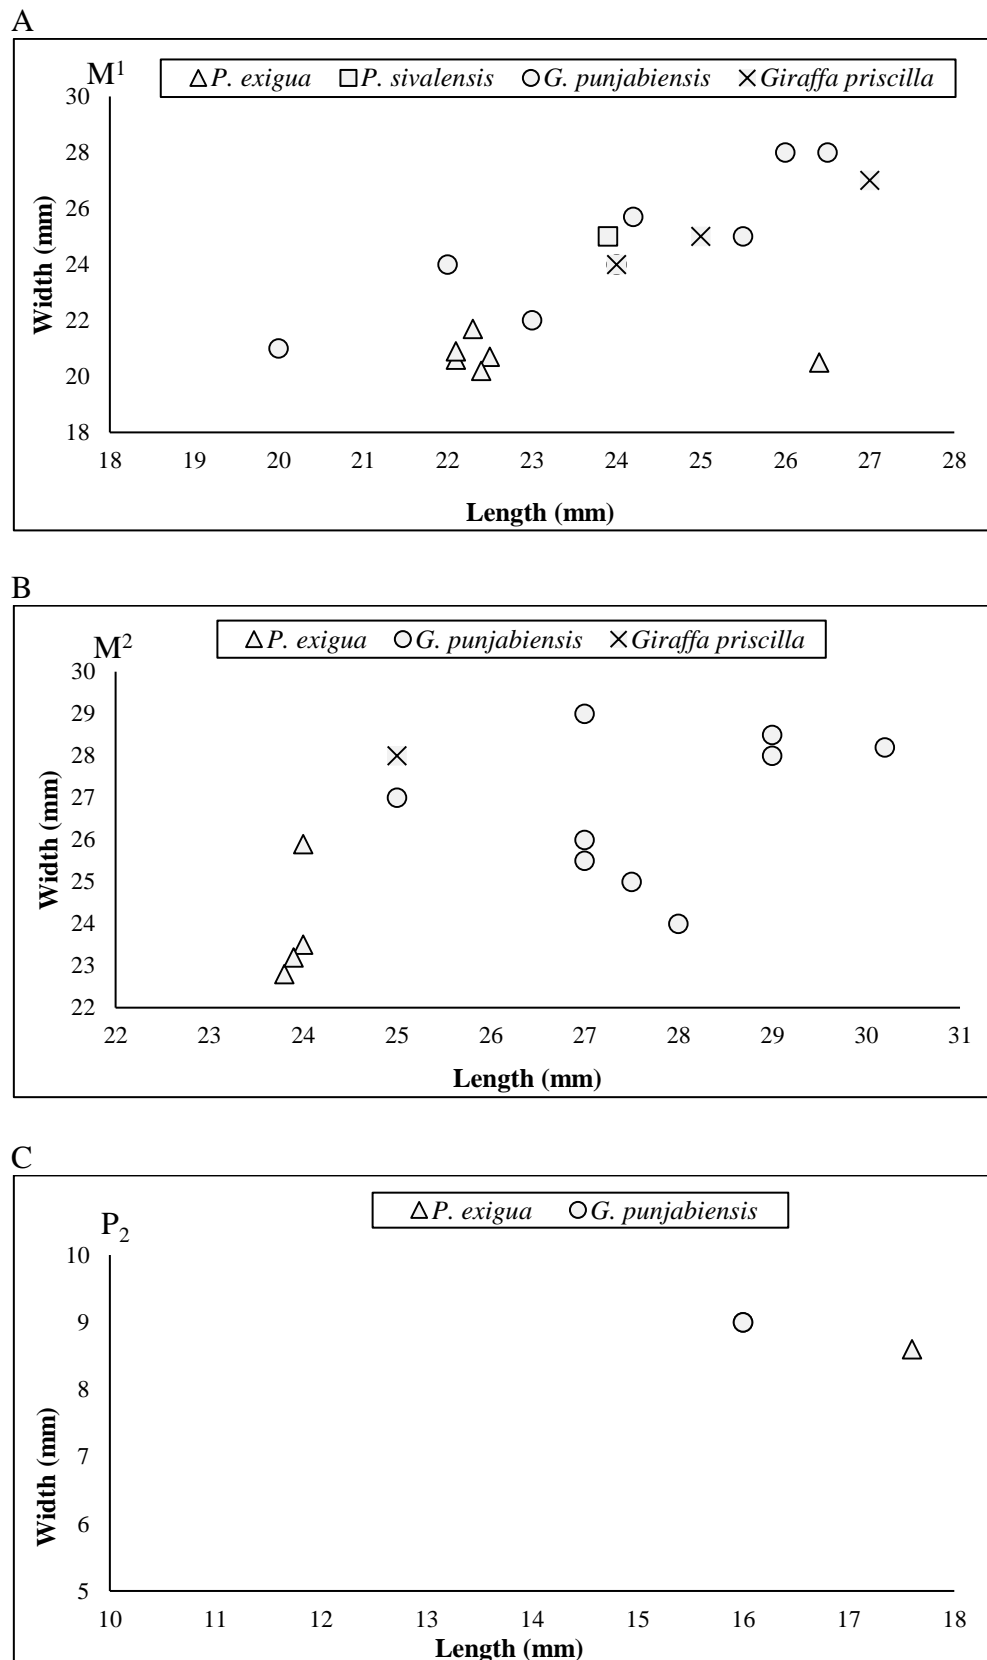 A
M¹
P. exigua P. sivalensis G. punjabiensis Giraffa priscilla
30
28
26
24
22
20
18
Width (mm)
18 19 20 21 22 23 24 25 26 27 28
Length (mm)
B
M²
P. exigua G. punjabiensis Giraffa priscilla
30
29
28
27
26
25
24
23
22
Width (mm)
22 23 24 25 26 27 28 29 30 31
Length (mm)
C
P₂
P. exigua G. punjabiensis
10
9
8
7
6
5
Width (mm)
10 11 12 13 14 15 16 17 18
Length (mm)